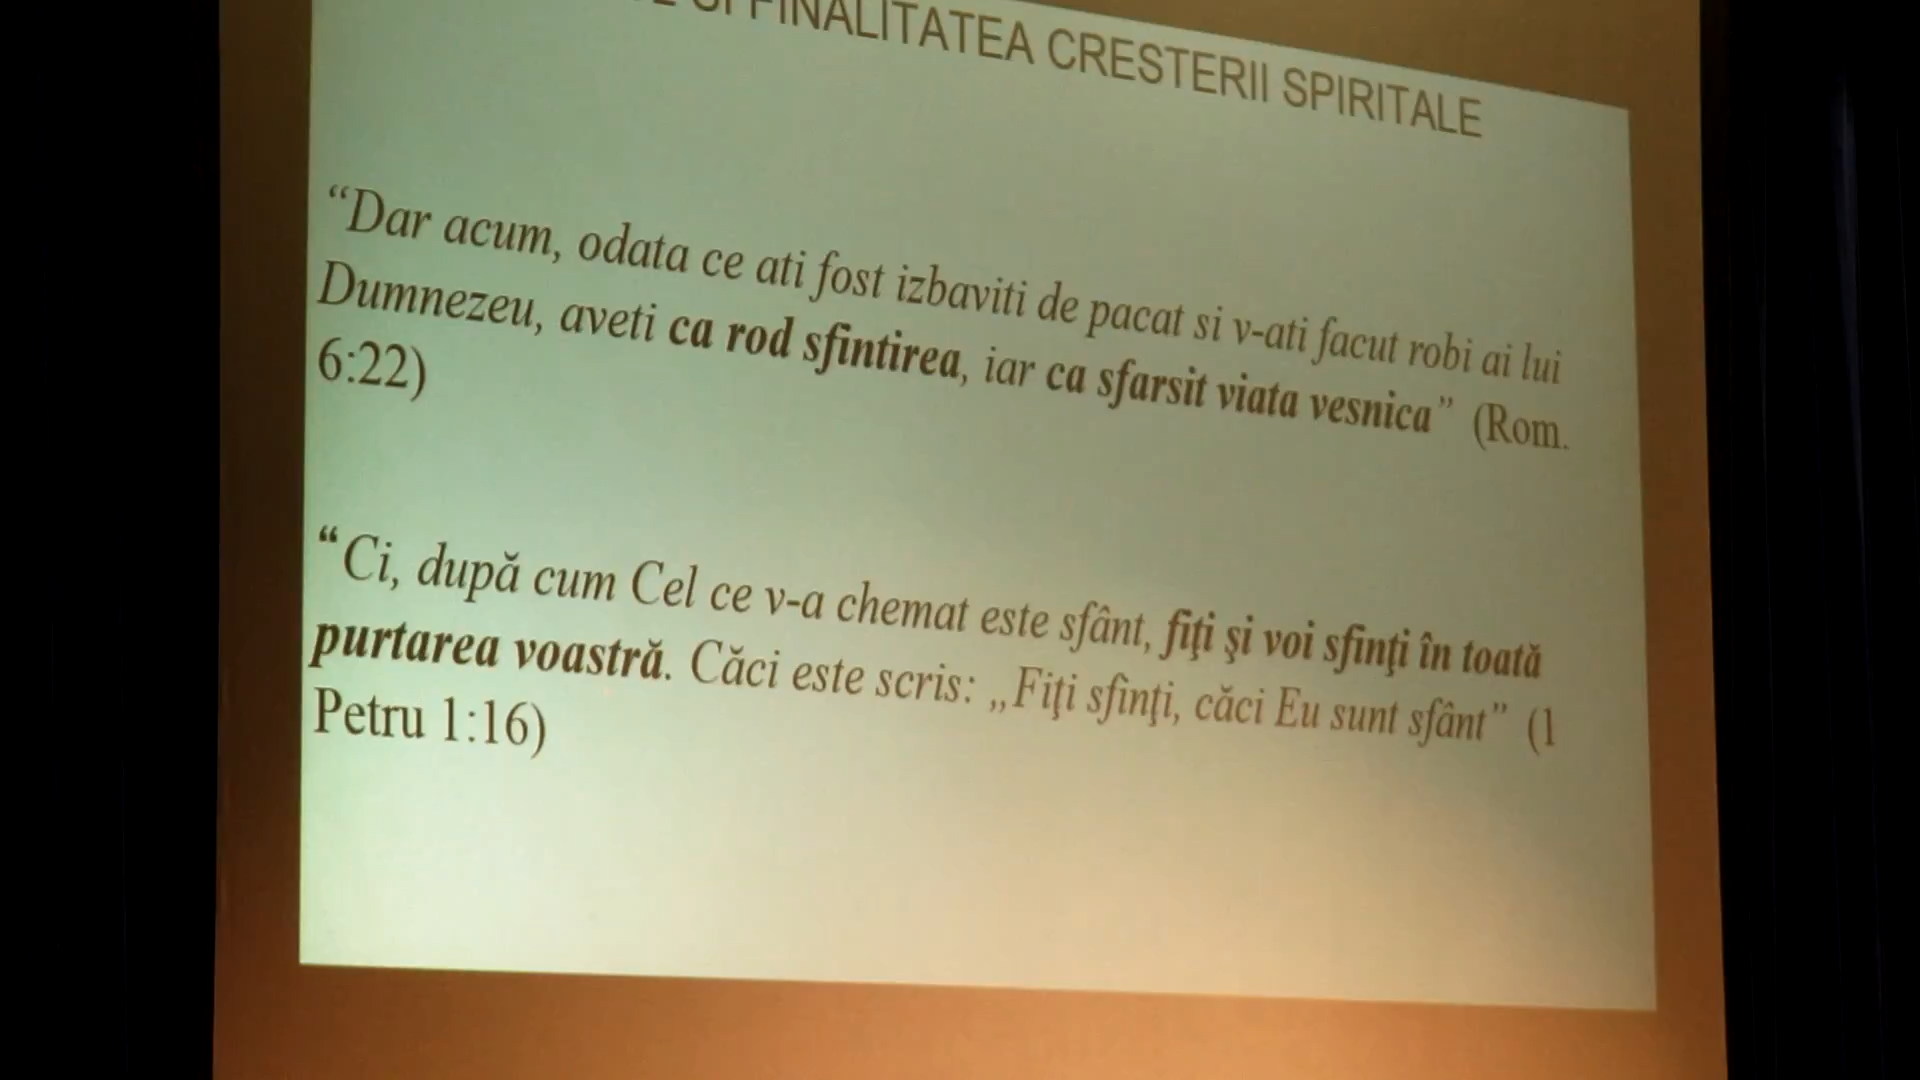 SI FINALITATEA CRESTERII SPIRITALE
“Dar acum, odata ce ati fost izbaviti de pacat si v-ati facut robi ai lui
Dumnezeu, aveti ca rod sfintirea, iar ca sfarsit viata vesnica” (Rom.
6:22)
“Ci, după cum Cel ce v-a chemat este sfânt, fiţi şi voi sfinţi în toată
purtarea voastră. Căci este scris: „Fiţi sfinţi, căci Eu sunt sfânt” (1
Petru 1:16)